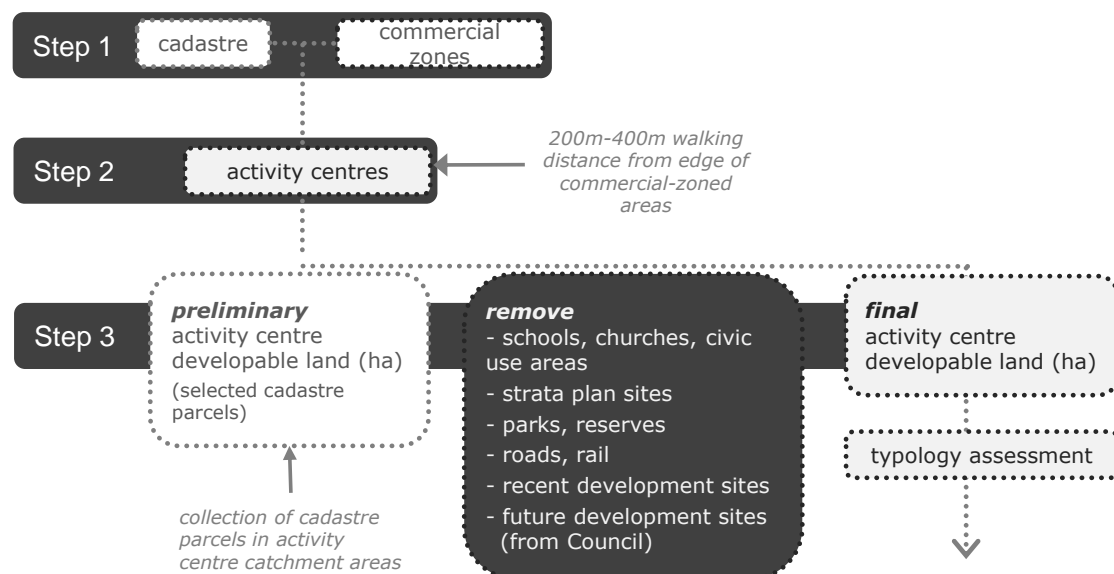 Step 1
cadastre
commercial
zones
Step 2
activity centres
200m-400m walking
distance from edge of
commercial-zoned
areas
Step 3
preliminary
activity centre
developable land (ha)
(selected cadastre
parcels)
remove
- schools, churches, civic
use areas
- strata plan sites
- parks, reserves
- roads, rail
- recent development sites
- future development sites
(from Council)
final
activity centre
developable land (ha)
typology assessment
collection of cadastre
parcels in activity
centre catchment areas